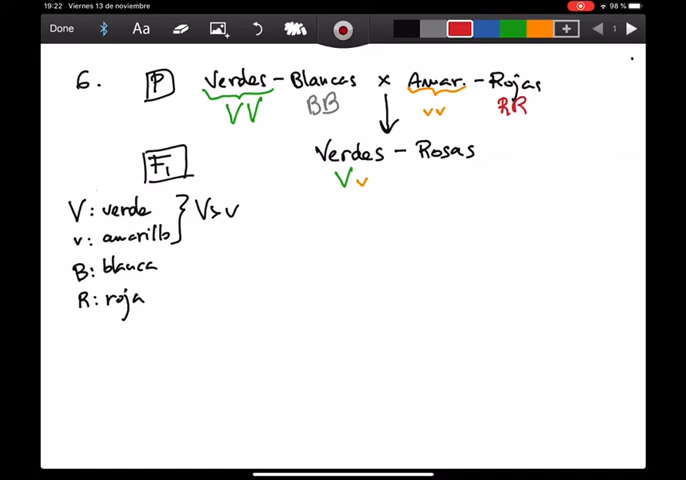 19:22 Viernes 13 de noviembre
98 %
Done Aa 1
6. P Verdes - Blancas x Amar. - Rojas
VV BB vv RR
F1 Verdes - Rosas
Vv
V: verde
v: amarillo } V>v
B: blanca
R: roja